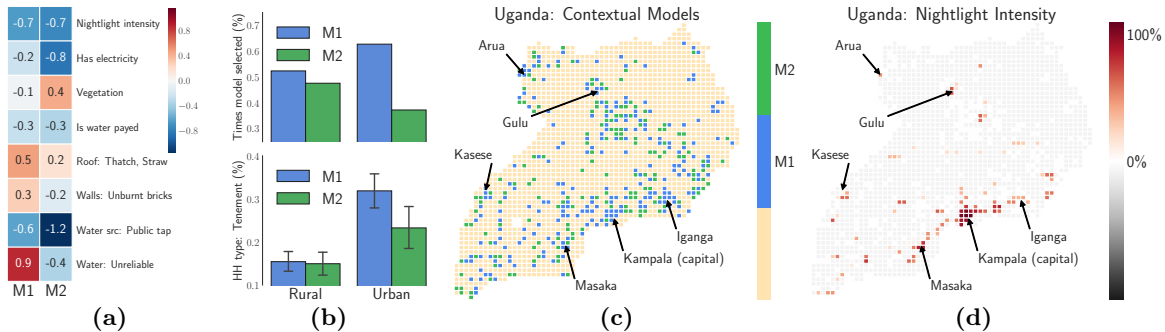 -0.7 -0.7 Nightlight intensity
-0.2 -0.8 Has electricity
-0.1 0.4 Vegetation
-0.3 -0.3 Is water payed
0.5 0.2 Roof: Thatch, Straw
0.3 -0.2 Walls: Unburnt bricks
-0.6 -1.2 Water src: Public tap
0.9 -0.4 Water: Unreliable
M1 M2
0.8
0.4
0.0
−0.4
−0.8
(a)
Times model selected (%)
0.7
0.6
0.5
0.4
0.3
M1
M2
HH type: Tenement (%)
0.4
0.3
0.2
0.1
M1
M2
Rural Urban
(b)
Uganda: Contextual Models
Arua
Gulu
Kasese
Iganga
Kampala (capital)
Masaka
M2
M1
(c)
Uganda: Nightlight Intensity
Arua
Gulu
Kasese
Iganga
Kampala (capital)
Masaka
100%
0%
(d)